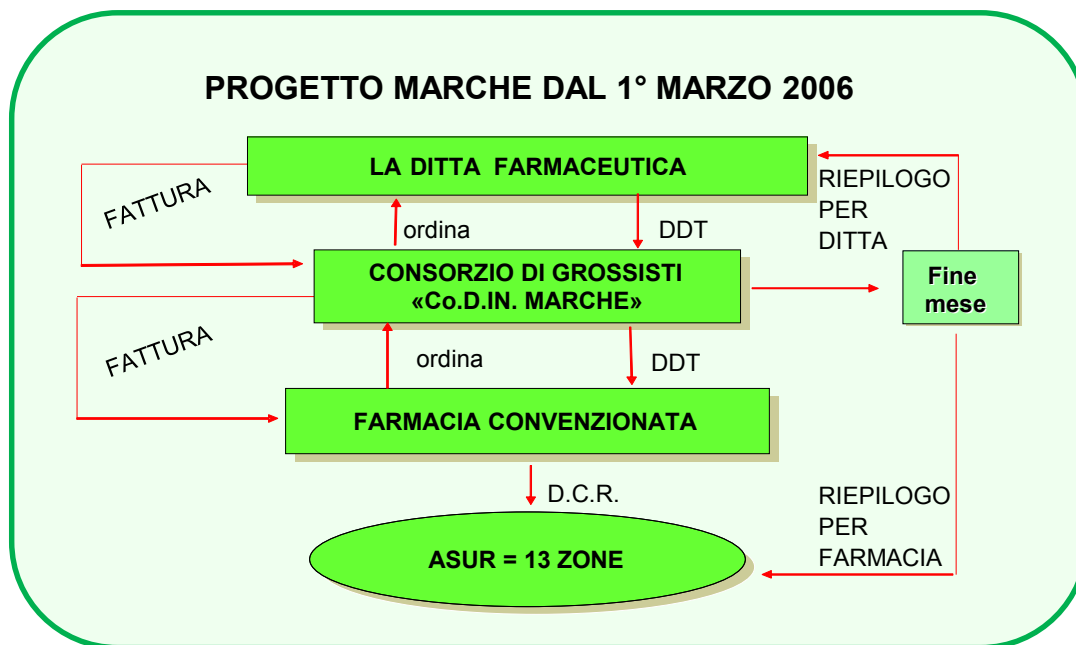 PROGETTO MARCHE DAL 1° MARZO 2006
LA DITTA FARMACEUTICA
FATTURA
ordina
DDT
RIEPILOGO
PER
DITTA
CONSORZIO DI GROSSISTI
«Co.D.IN. MARCHE»
Fine
mese
FATTURA
ordina
DDT
FARMACIA CONVENZIONATA
D.C.R.
RIEPILOGO
PER
FARMACIA
ASUR = 13 ZONE